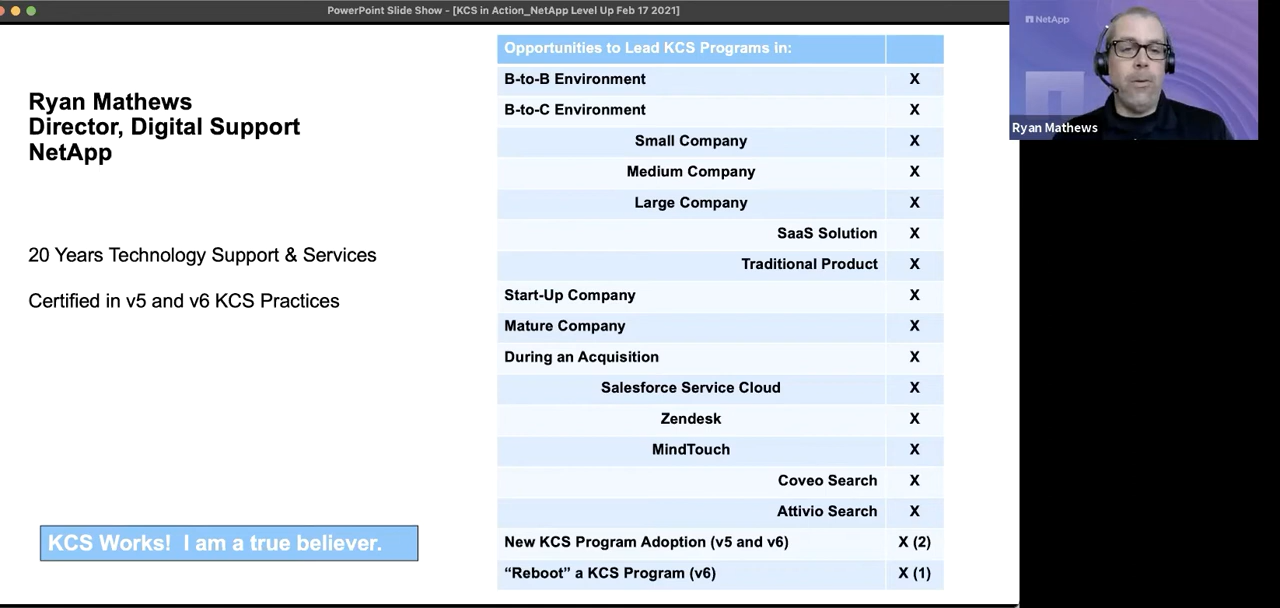 PowerPoint Slide Show - [KCS in Action_NetApp Level Up Feb 17 2021]
Ryan Mathews
Director, Digital Support
NetApp
20 Years Technology Support & Services
Certified in v5 and v6 KCS Practices
KCS Works!  I am a true believer.
Opportunities to Lead KCS Programs in:
B-to-B Environment X
B-to-C Environment X
Small Company X
Medium Company X
Large Company X
SaaS Solution X
Traditional Product X
Start-Up Company X
Mature Company X
During an Acquisition X
Salesforce Service Cloud X
Zendesk X
MindTouch X
Coveo Search X
Attivio Search X
New KCS Program Adoption (v5 and v6) X (2)
“Reboot” a KCS Program (v6) X (1)
NetApp
Ryan Mathews